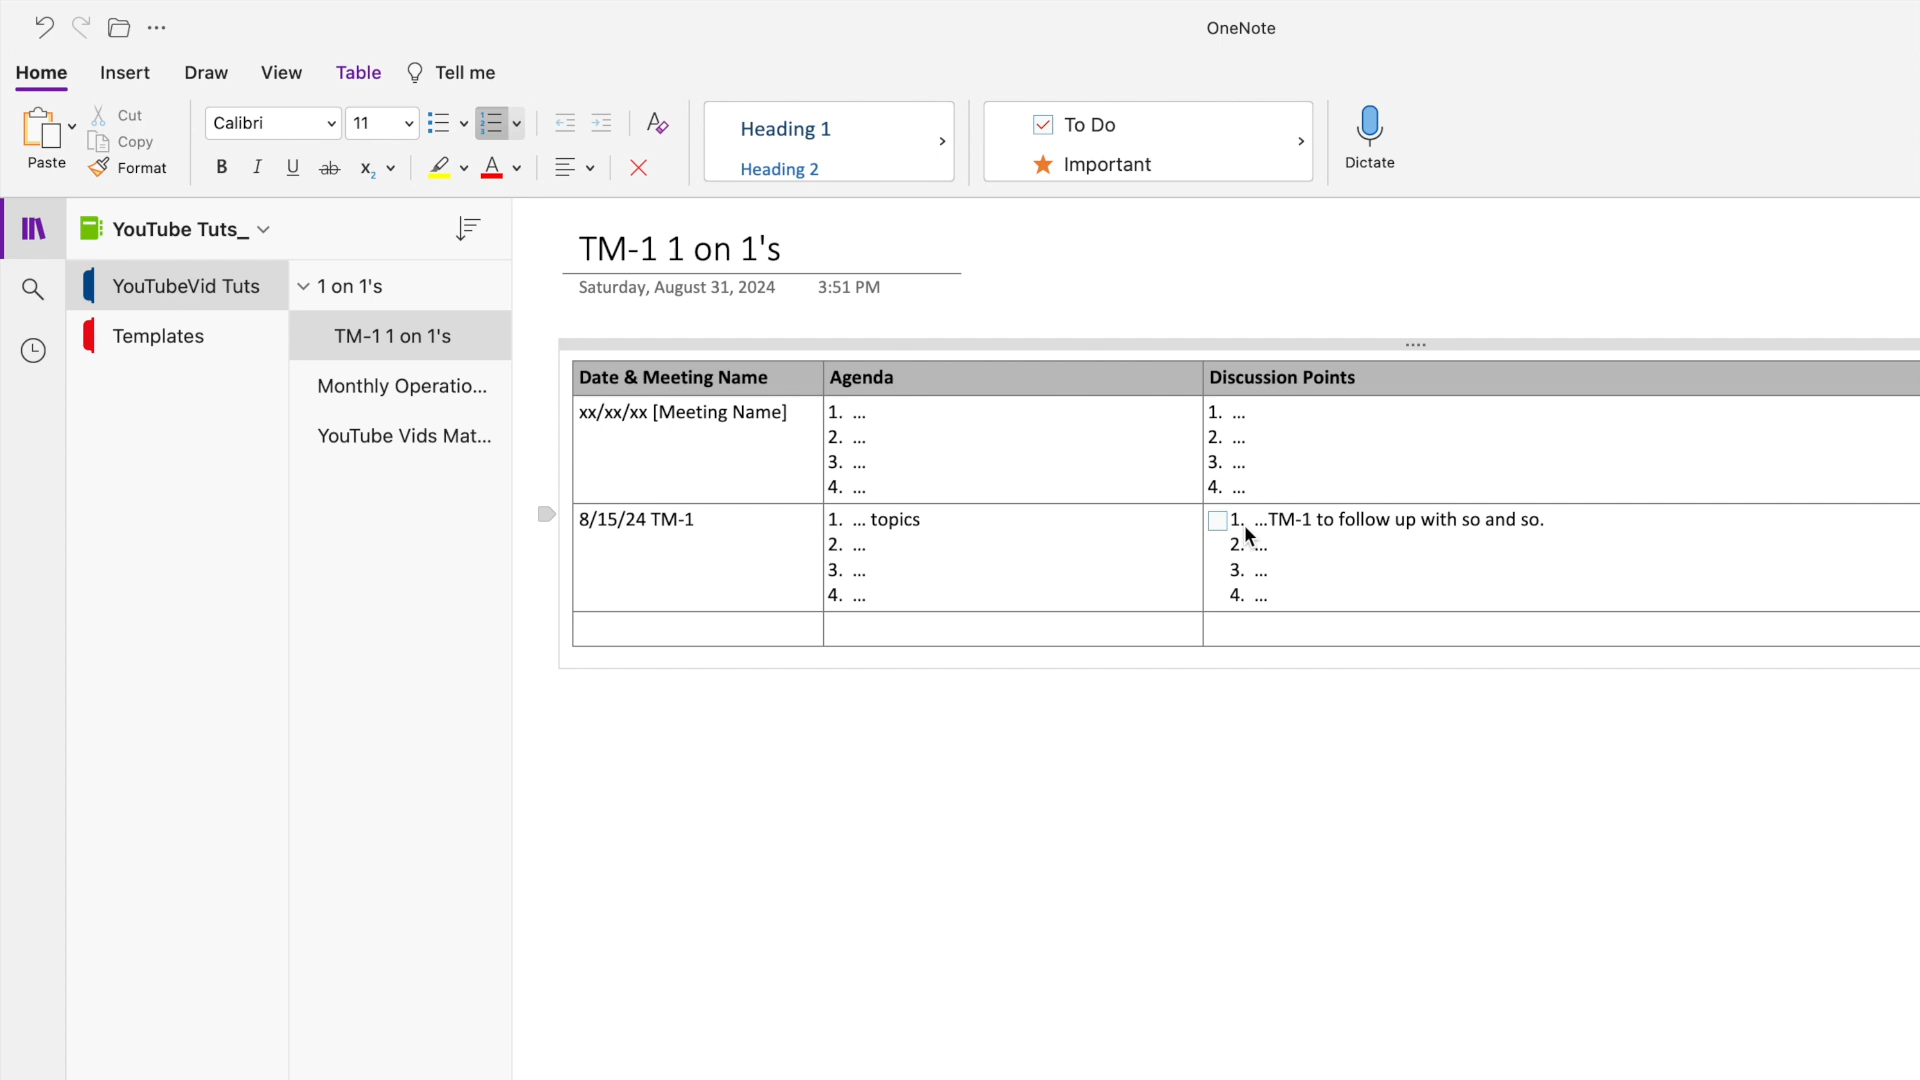 OneNote
Home Insert Draw View Table Tell me
Paste
Cut
Copy
Format
Calibri 11
B I U ab x₂ A
Heading 1
Heading 2
To Do
Important
Dictate
YouTube Tuts_
YouTubeVid Tuts
Templates
1 on 1's
TM-1 1 on 1's
Monthly Operatio...
YouTube Vids Mat...
TM-1 1 on 1's
Saturday, August 31, 2024 3:51 PM
Date & Meeting Name Agenda Discussion Points
xx/xx/xx [Meeting Name] 1. ... 1. ...
2. ... 2. ...
3. ... 3. ...
4. ... 4. ...
8/15/24 TM-1 1. ... topics 1. ...TM-1 to follow up with so and so.
2. ... 2. ...
3. ... 3. ...
4. ... 4. ...